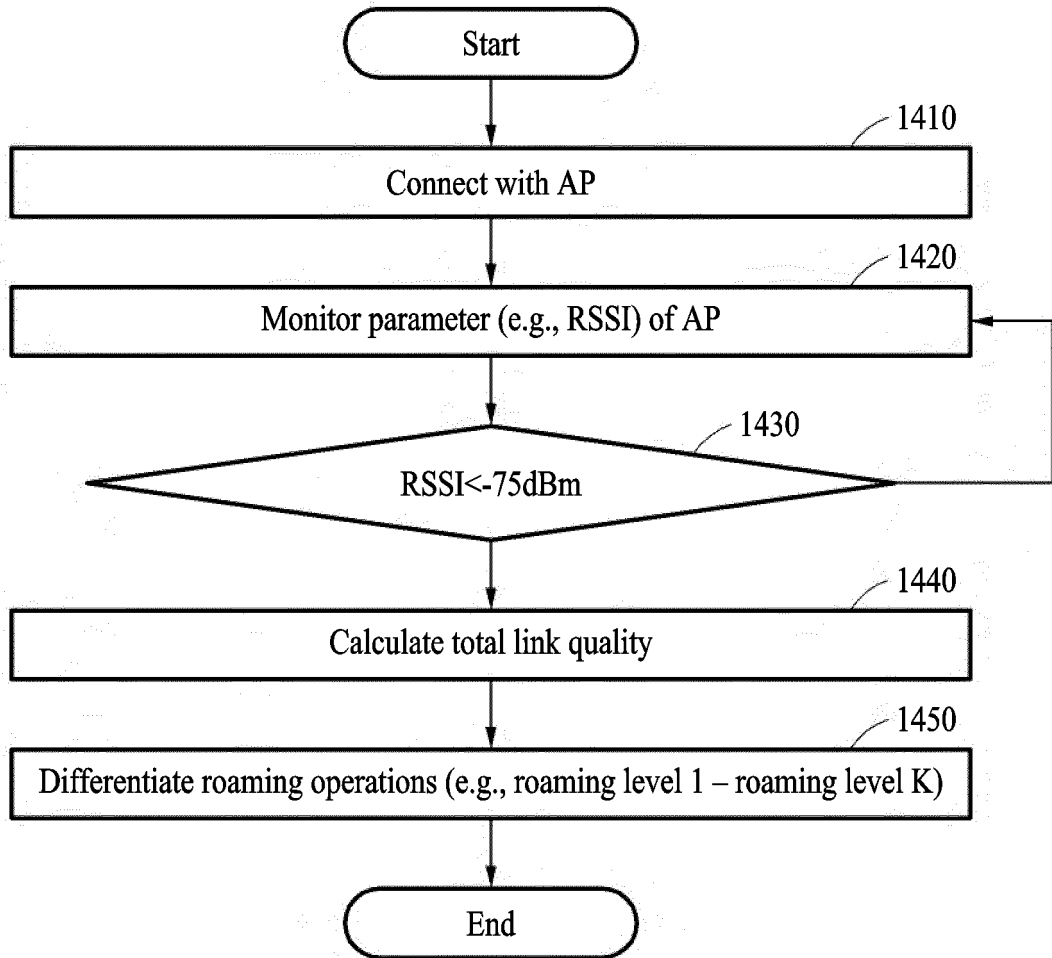 Start
1410
Connect with AP
1420
Monitor parameter (e.g., RSSI) of AP
1430
RSSI<-75dBm
1440
Calculate total link quality
1450
Differentiate roaming operations (e.g., roaming level 1 – roaming level K)
End